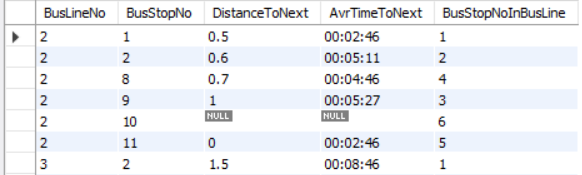 BusLineNo BusStopNo DistanceToNext AvrTimeToNext BusStopNoInBusLine
2 1 0.5 00:02:46 1
2 2 0.6 00:05:11 2
2 8 0.7 00:04:46 4
2 9 1 00:05:27 3
2 10 NULL NULL 6
2 11 0 00:02:46 5
3 2 1.5 00:08:46 1